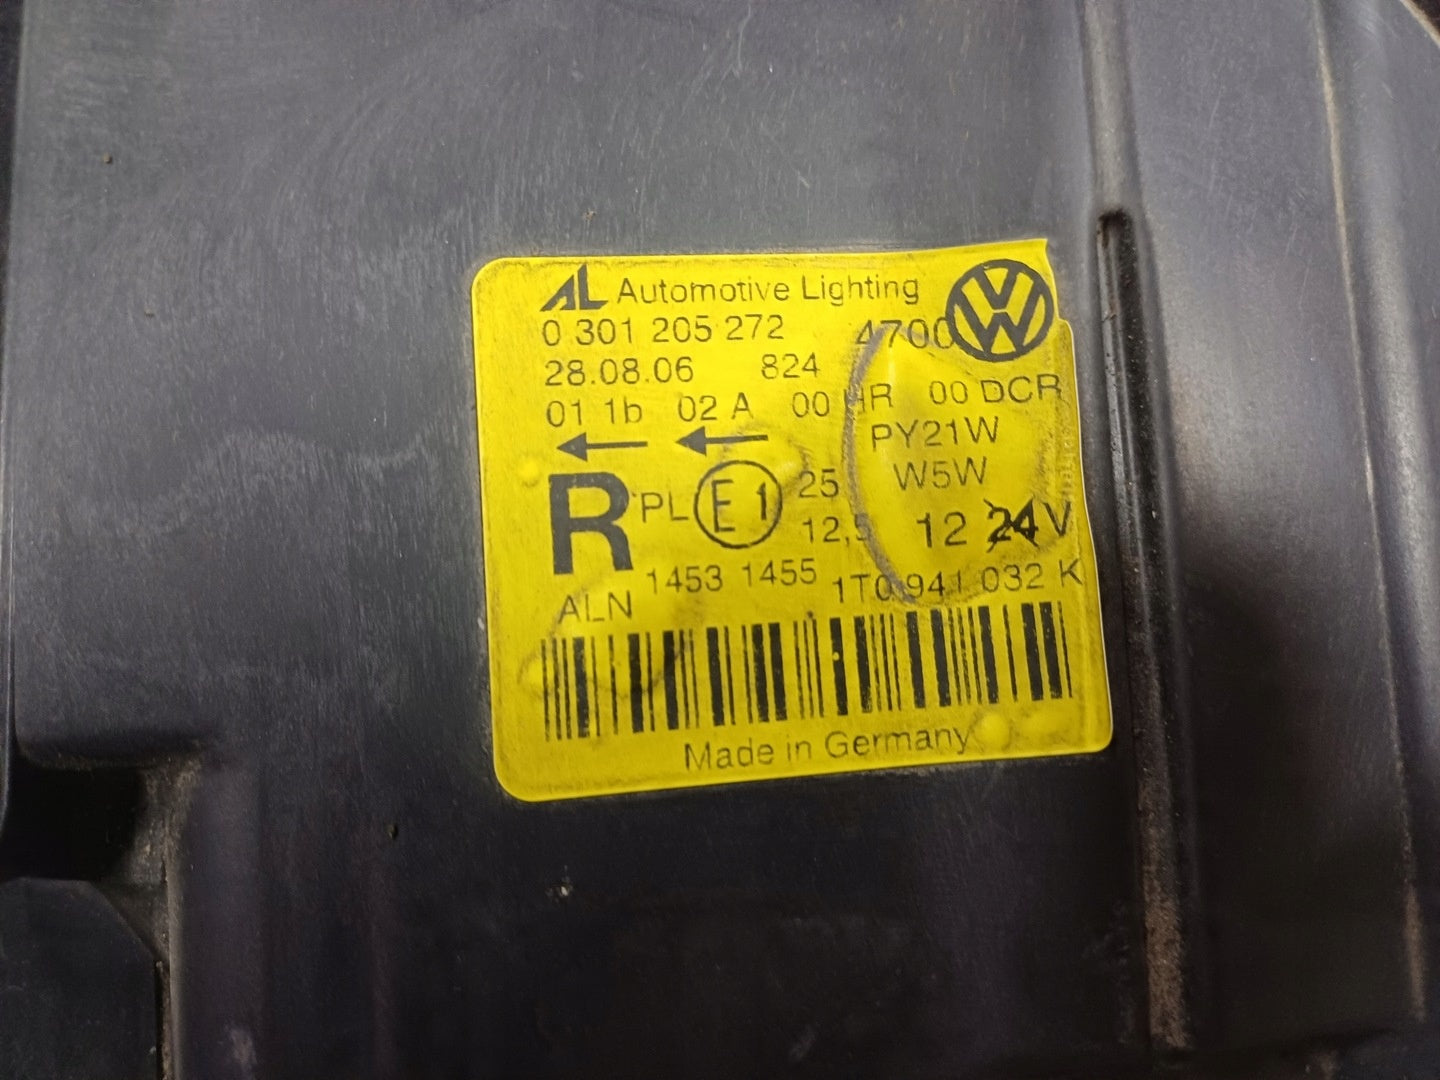 AL Automotive Lighting
0 301 205 272 4700
28.08.06 824
01 1b 02 A 00 HR 00 DCR
PY21W
W5W
R PL E1 25
12,5 12 24V
ALN 1453 1455 1T0 941 032 K
Made in Germany